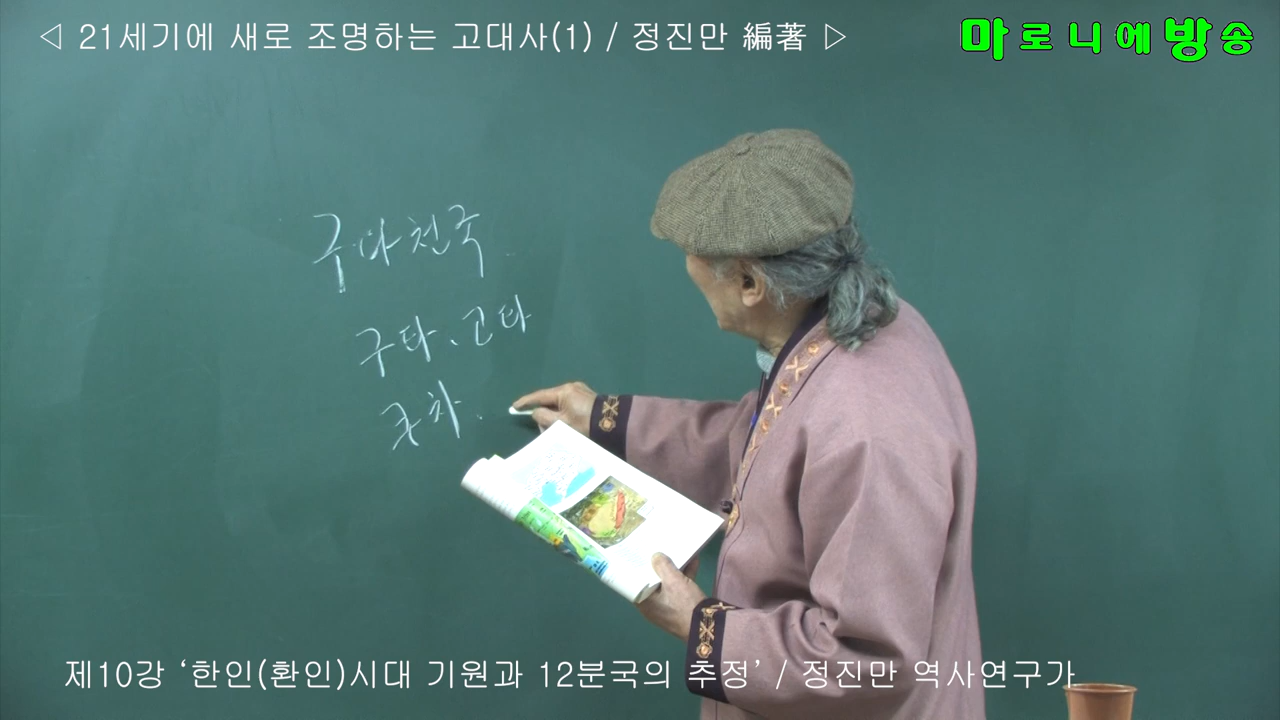 ◁ 21세기에 새로 조명하는 고대사(1) / 정진만 編著 ▷
마로니에방송
구다천국
구타、고타
쿠차.
제10강 ‘한인(환인)시대 기원과 12분국의 추정’ / 정진만 역사연구가